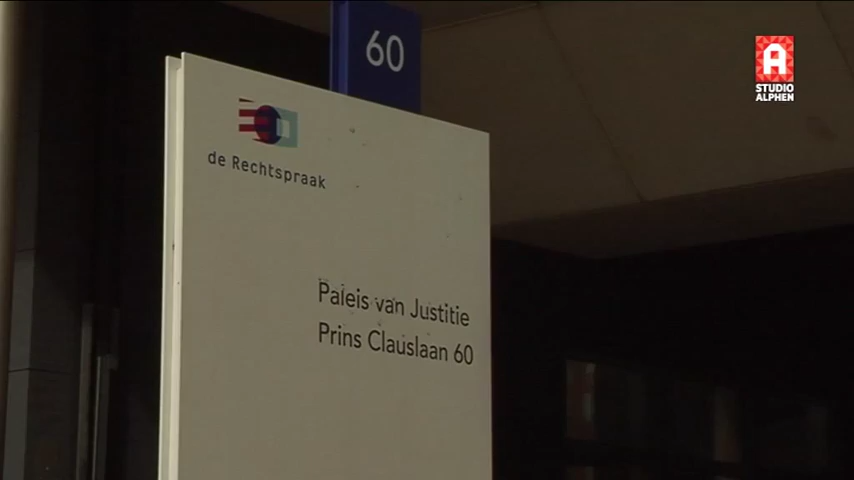 60
A
STUDIO
ALPHEN
de Rechtspraak
Paleis van Justitie
Prins Clauslaan 60